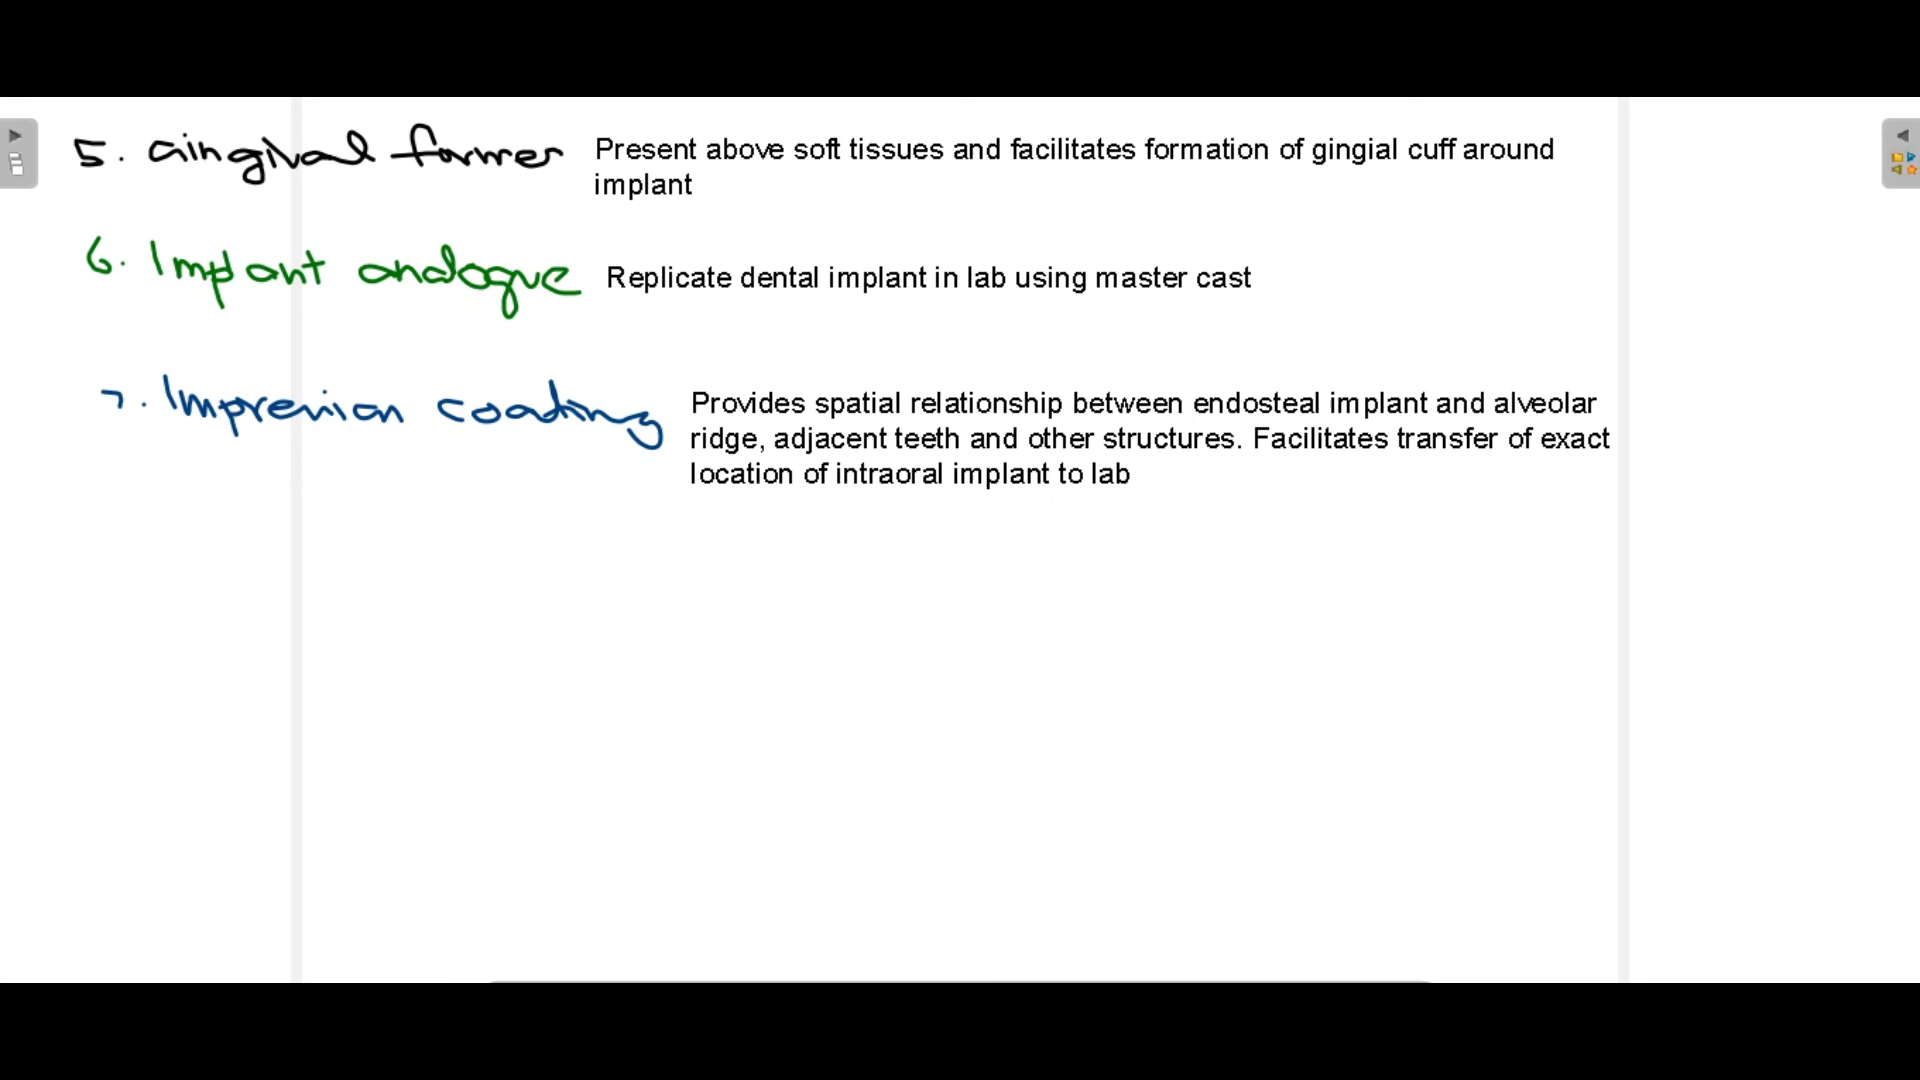 5. Gingival former Present above soft tissues and facilitates formation of gingial cuff around
implant
6. Implant analogue Replicate dental implant in lab using master cast
7. Impression coating Provides spatial relationship between endosteal implant and alveolar
ridge, adjacent teeth and other structures. Facilitates transfer of exact
location of intraoral implant to lab